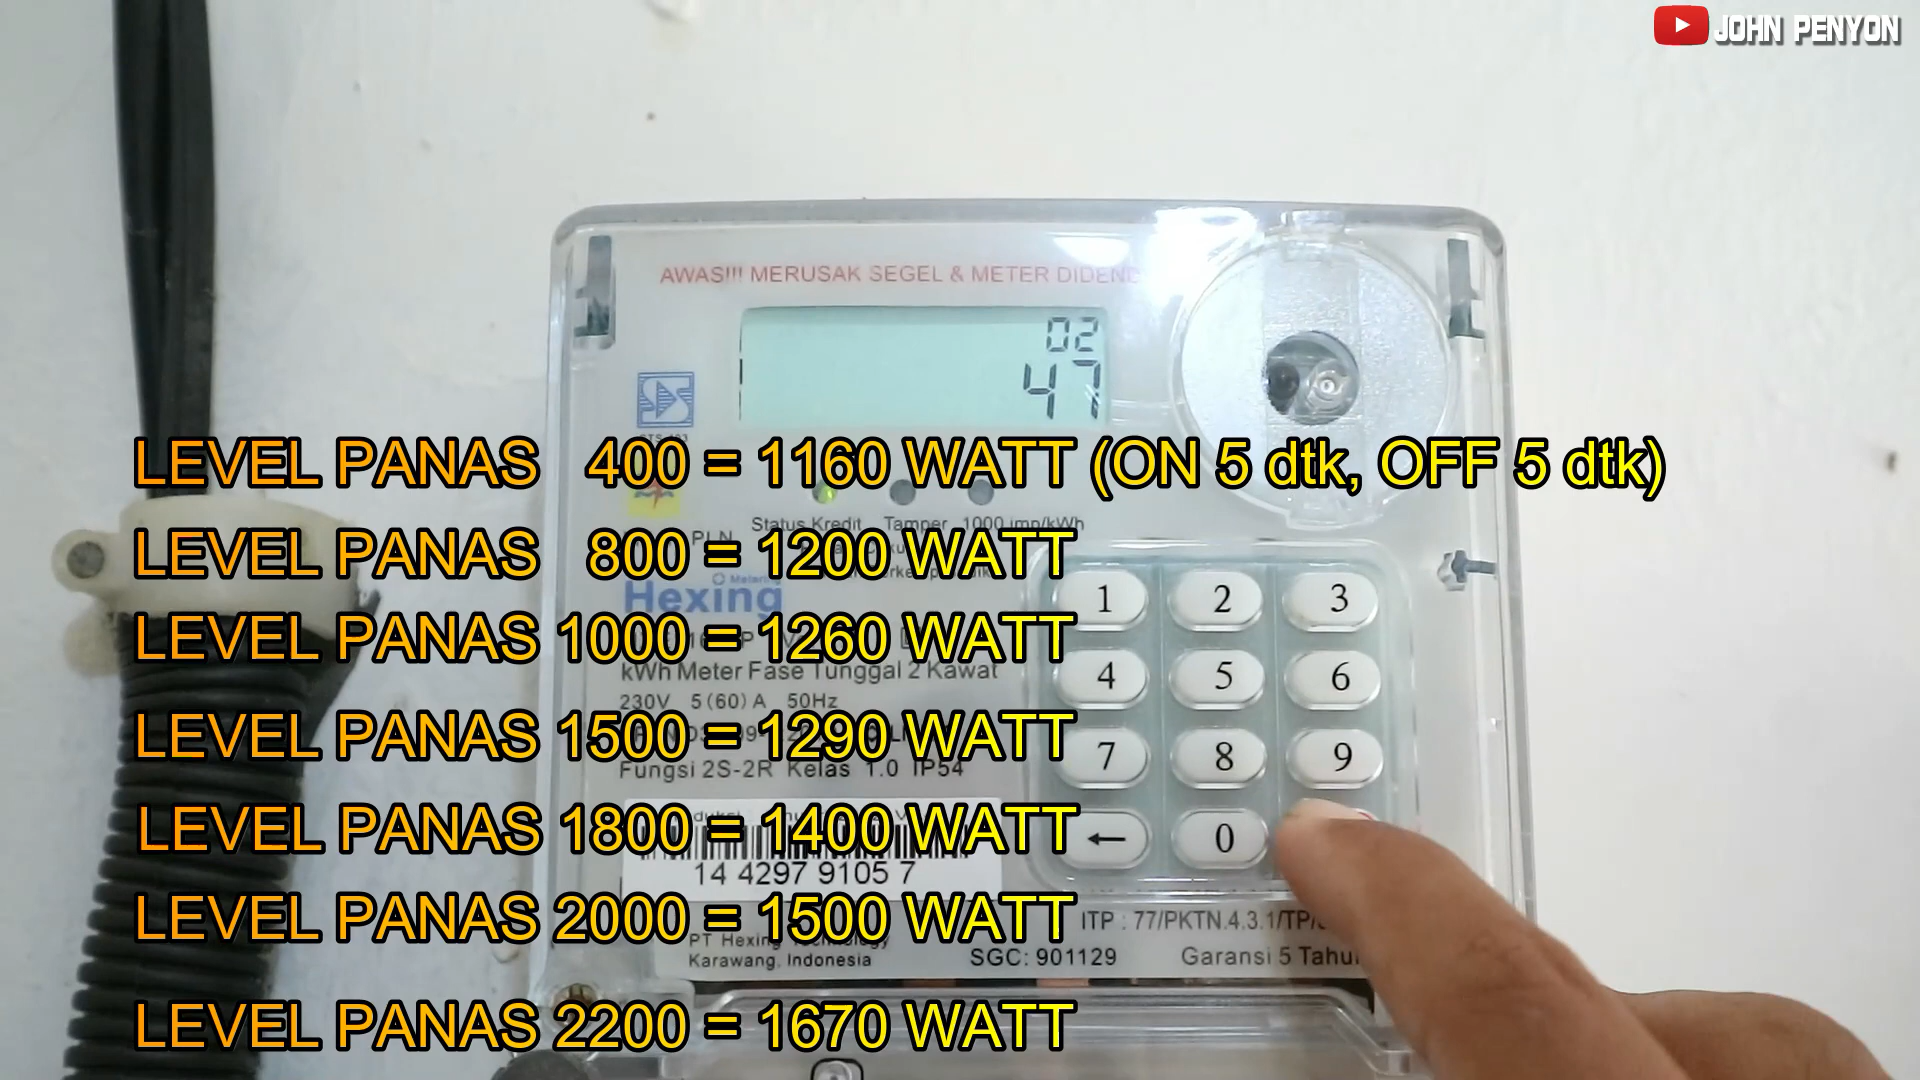 JOHN PENYON
AWAS!!! MERUSAK SEGEL & METER DIDEND
02
47
LEVEL PANAS 400 = 1160 WATT (ON 5 dtk, OFF 5 dtk)
Status Kredit Tamper 1000 imp/kWh
PLN
LEVEL PANAS 800 = 1200 WATT
Hexing
LEVEL PANAS 1000 = 1260 WATT
kWh Meter Fase Tunggal 2 Kawat
230V 5(60)A 50Hz
LEVEL PANAS 1500 = 1290 WATT
Fungsi 2S-2R Kelas 1.0 IP54
LEVEL PANAS 1800 = 1400 WATT
14 4297 9105 7
LEVEL PANAS 2000 = 1500 WATT
PT Hexing Technology
Karawang, Indonesia
ITP : 77/PKTN.4.3.1/TP/
SGC: 901129 Garansi 5 Tahu
LEVEL PANAS 2200 = 1670 WATT
1 2 3
4 5 6
7 8 9
← 0